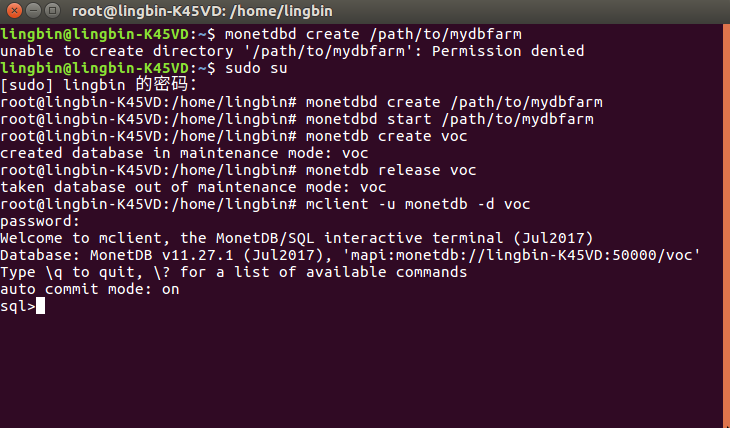 root@lingbin-K45VD: /home/lingbin
lingbin@lingbin-K45VD:~$ monetdbd create /path/to/mydbfarm
unable to create directory '/path/to/mydbfarm': Permission denied
lingbin@lingbin-K45VD:~$ sudo su
[sudo] lingbin 的密码:
root@lingbin-K45VD:/home/lingbin# monetdbd create /path/to/mydbfarm
root@lingbin-K45VD:/home/lingbin# monetdbd start /path/to/mydbfarm
root@lingbin-K45VD:/home/lingbin# monetdb create voc
created database in maintenance mode: voc
root@lingbin-K45VD:/home/lingbin# monetdb release voc
taken database out of maintenance mode: voc
root@lingbin-K45VD:/home/lingbin# mclient -u monetdb -d voc
password:
Welcome to mclient, the MonetDB/SQL interactive terminal (Jul2017)
Database: MonetDB v11.27.1 (Jul2017), 'mapi:monetdb://lingbin-K45VD:50000/voc'
Type \q to quit, \? for a list of available commands
auto commit mode: on
sql>